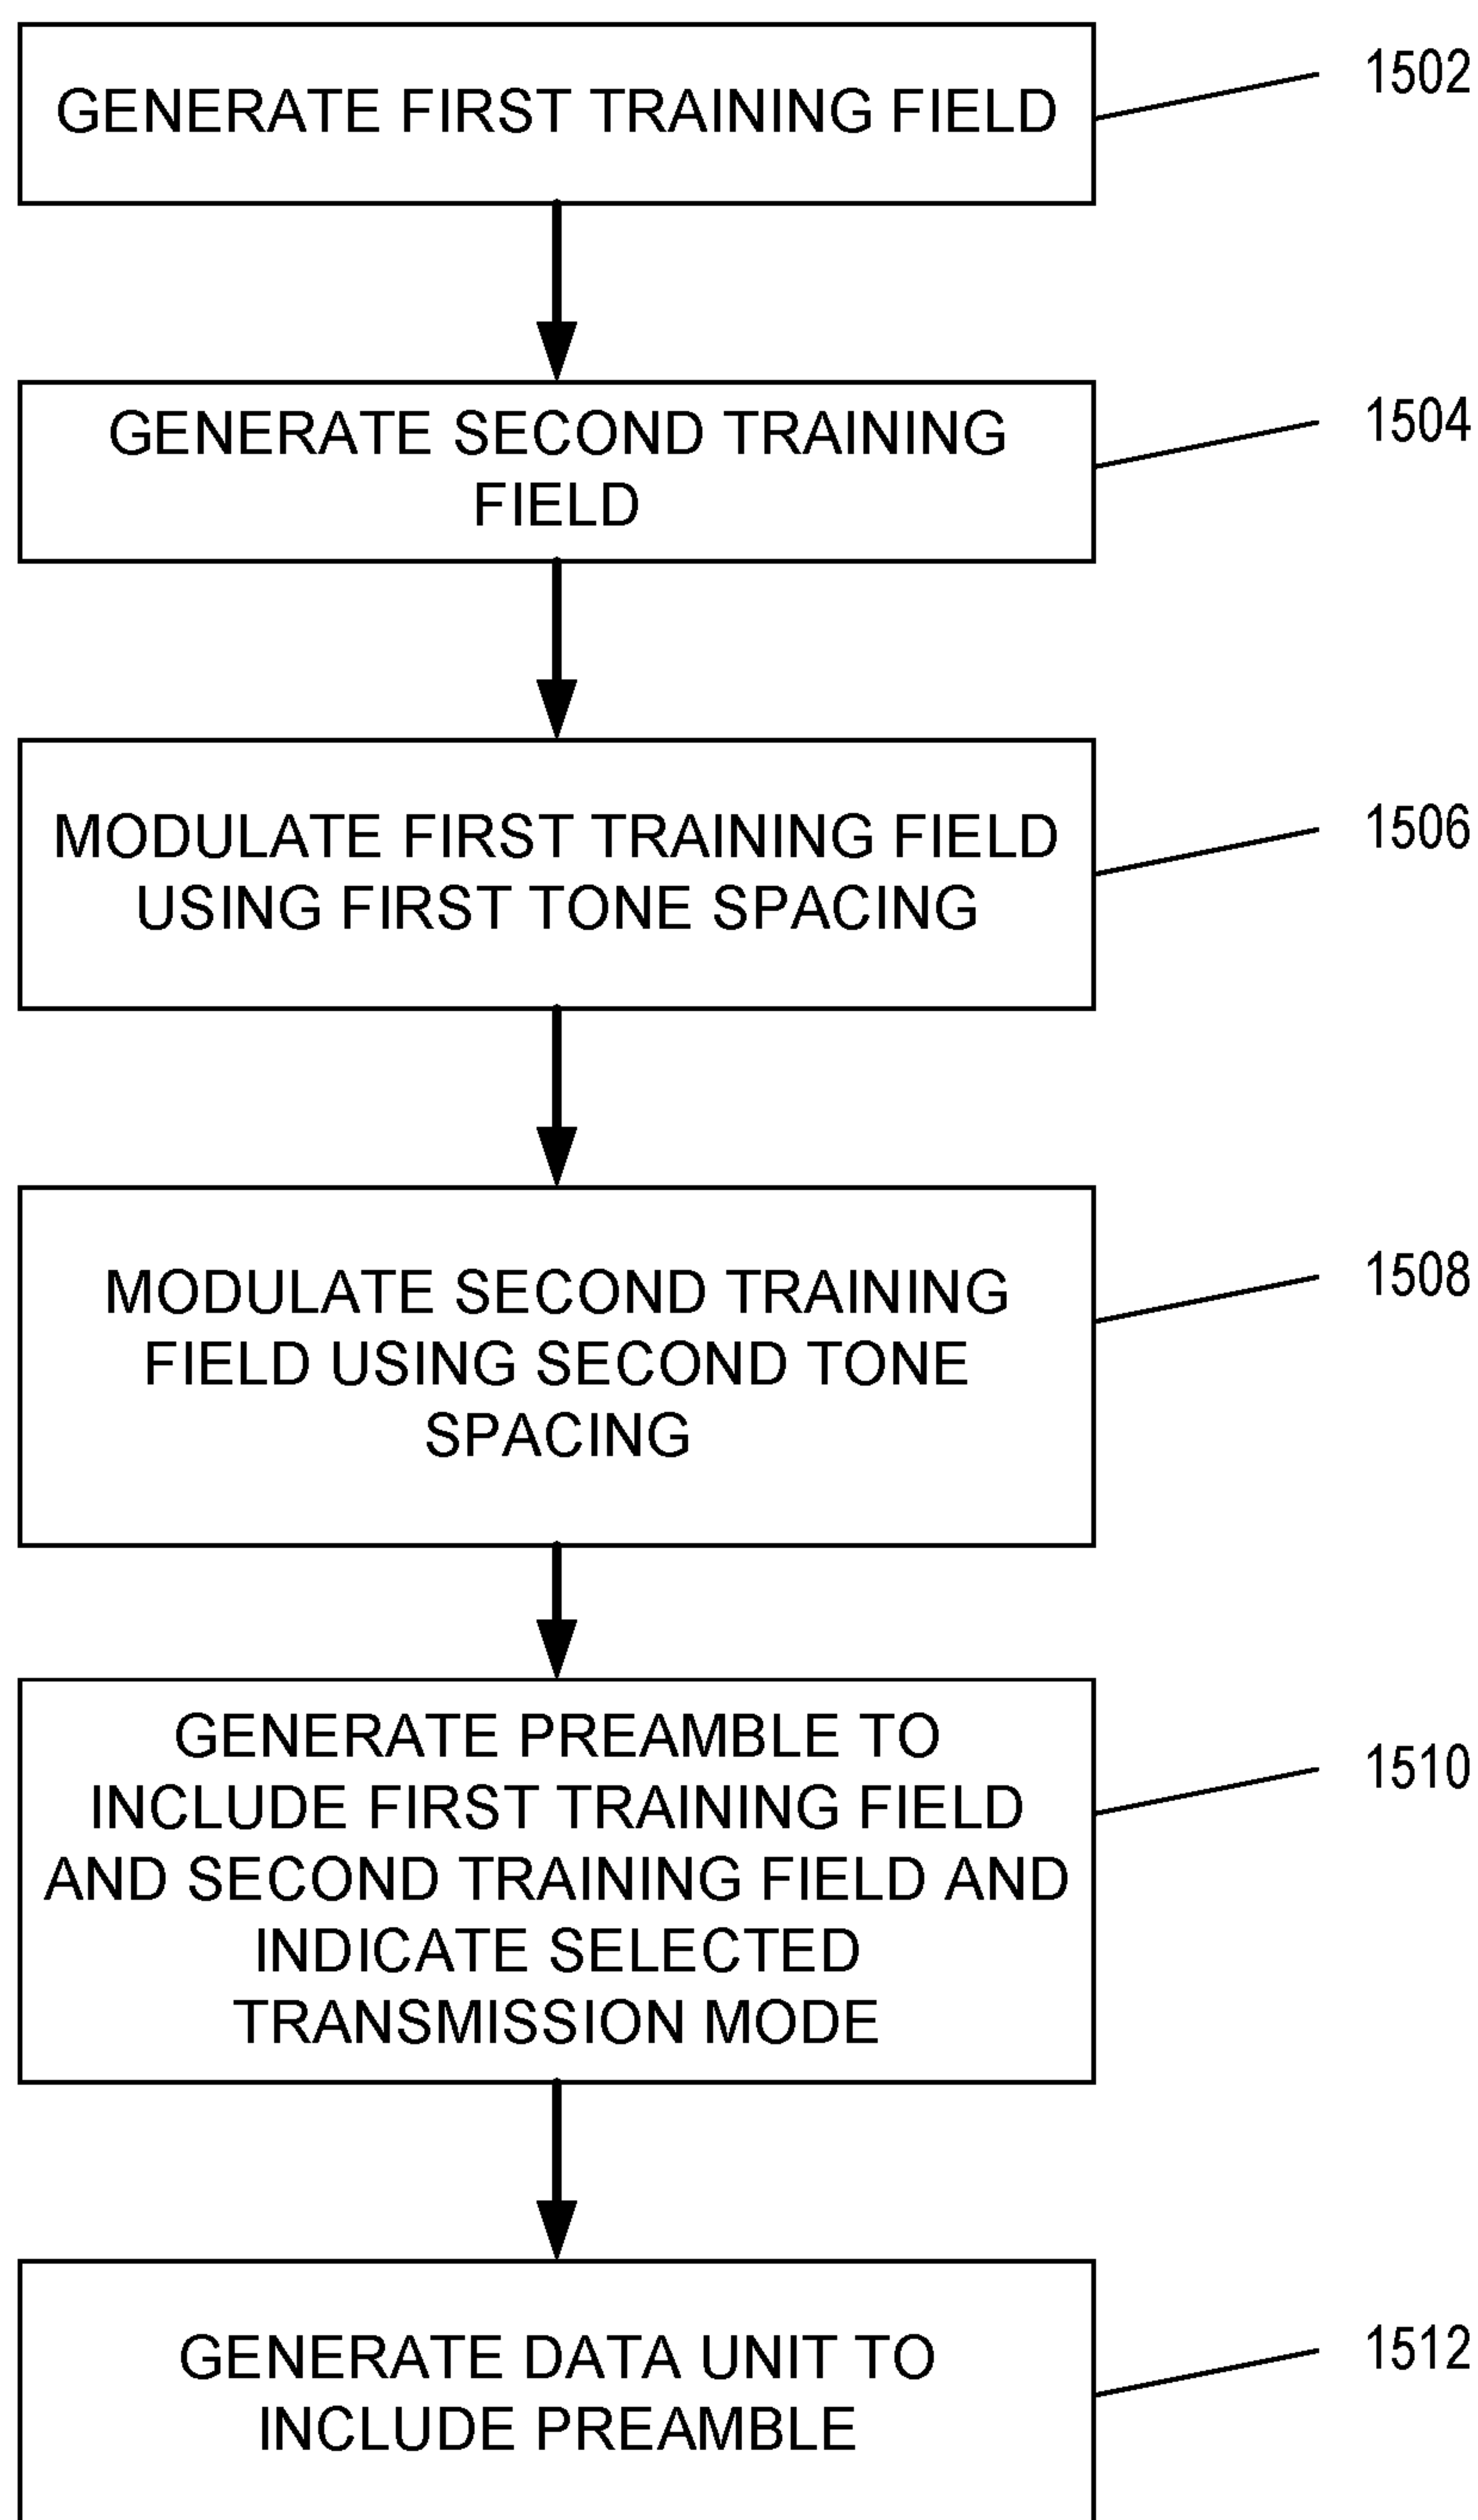 GENERATE FIRST TRAINING FIELD
1502
GENERATE SECOND TRAINING
FIELD
1504
MODULATE FIRST TRAINING FIELD
USING FIRST TONE SPACING
1506
MODULATE SECOND TRAINING
FIELD USING SECOND TONE
SPACING
1508
GENERATE PREAMBLE TO
INCLUDE FIRST TRAINING FIELD
AND SECOND TRAINING FIELD AND
INDICATE SELECTED
TRANSMISSION MODE
1510
GENERATE DATA UNIT TO
INCLUDE PREAMBLE
1512